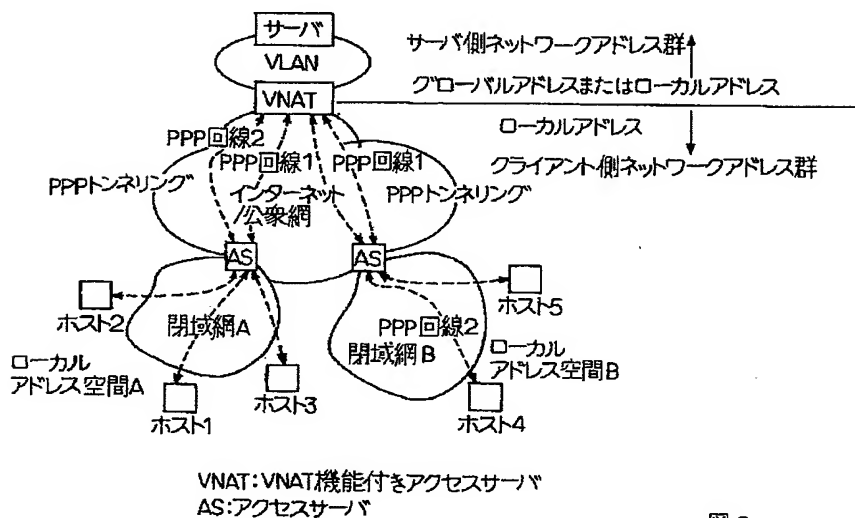 サーバ
VLAN
VNAT
サーバ側ネットワークアドレス群
グローバルアドレスまたはローカルアドレス
ローカルアドレス
クライアント側ネットワークアドレス群
PPP回線2
PPP回線1
PPP回線1
PPPトンネリング
インターネット
/公衆網
PPPトンネリング
AS
AS
ホスト2
閉域網A
ホスト5
PPP回線2
閉域網B
ローカル
アドレス空間A
ローカル
アドレス空間B
ホスト1
ホスト3
ホスト4
VNAT:VNAT機能付きアクセスサーバ
AS:アクセスサーバ